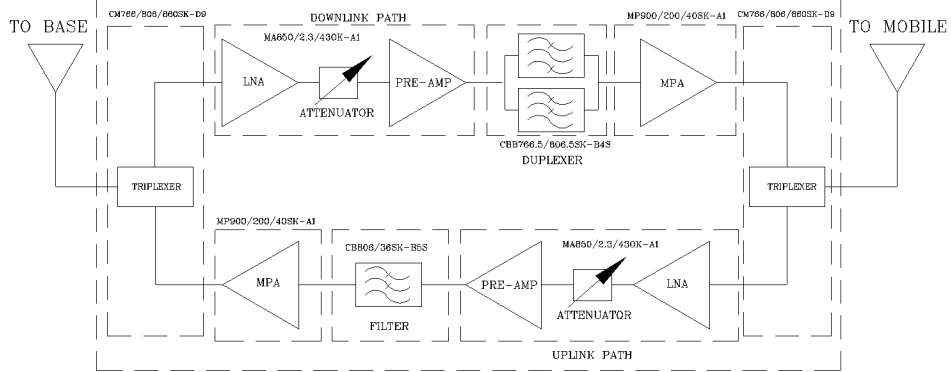 CM766/806/860SK-D9
DOWNLINK PATH
MP900/200/40SK-A1
CM766/806/860SK-D9
TO BASE
TO MOBILE
MA850/2.3/430K-A1
LNA
PRE-AMP
MPA
ATTENUATOR
CBB766.5/806.5SK-B4S
DUPLEXER
TRIPLEXER
TRIPLEXER
MP900/200/40SK-A1
CB806/36SK-B5S
MA850/2.3/430K-A1
MPA
PRE-AMP
LNA
ATTENUATOR
FILTER
UPLINK PATH